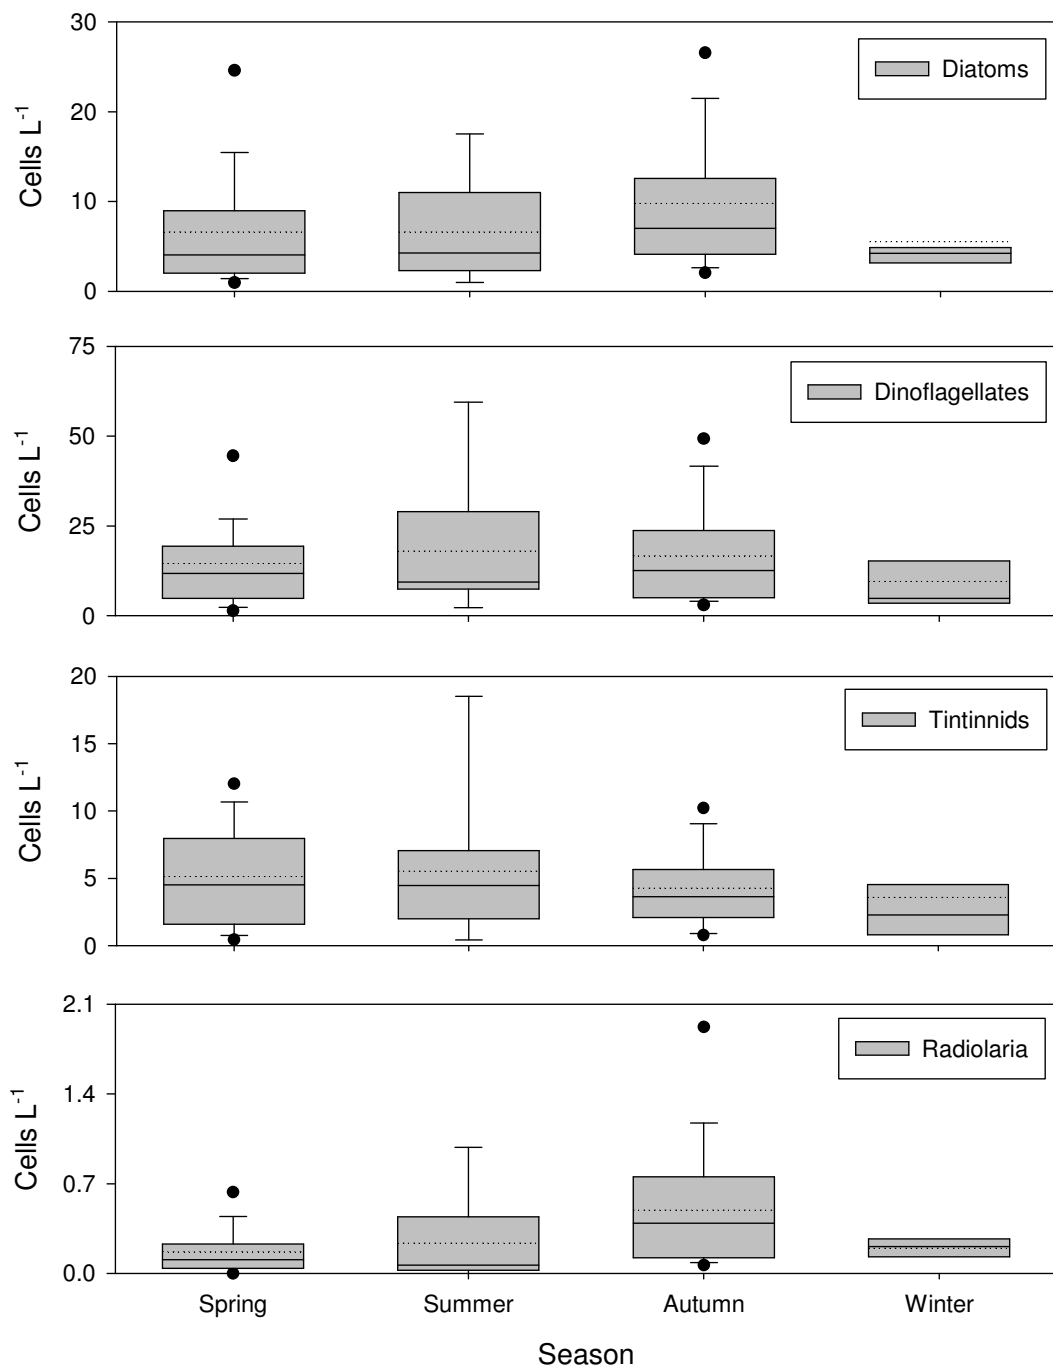 30
Diatoms
20
10
0
Cells L⁻¹
75
Dinoflagellates
50
25
0
Cells L⁻¹
20
Tintinnids
15
10
5
0
Cells L⁻¹
2.1
Radiolaria
1.4
0.7
0.0
Cells L⁻¹
Spring Summer Autumn Winter
Season